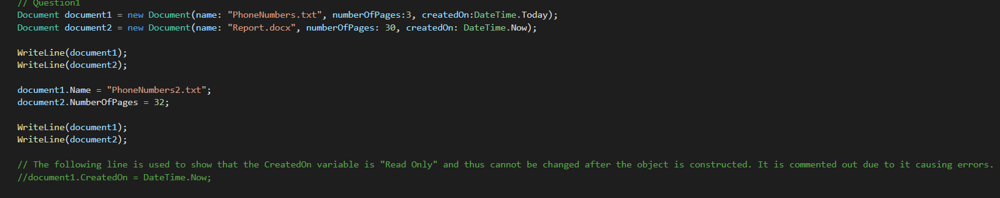 // Question1
Document document1 = new Document(name: "PhoneNumbers.txt", numberOfPages:3, createdOn:DateTime.Today);
Document document2 = new Document(name: "Report.docx", numberOfPages: 30, createdOn: DateTime.Now);
WriteLine(document1);
WriteLine(document2);
document1.Name = "PhoneNumbers2.txt";
document2.NumberOfPages = 32;
WriteLine(document1);
WriteLine(document2);
// The following line is used to show that the CreatedOn variable is "Read Only" and thus cannot be changed after the object is constructed. It is commented out due to it causing errors.
//document1.CreatedOn = DateTime.Now;